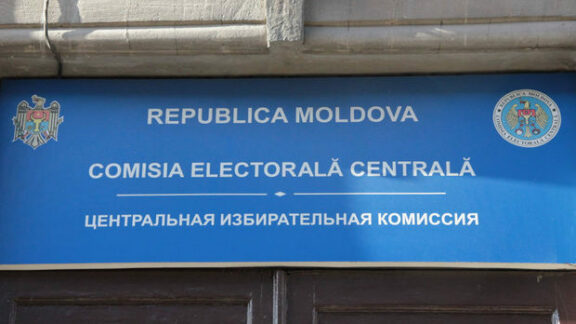 REPUBLICA MOLDOVA
COMISIA ELECTORALĂ CENTRALĂ
ЦЕНТРАЛЬНАЯ ИЗБИРАТЕЛЬНАЯ КОМИССИЯ